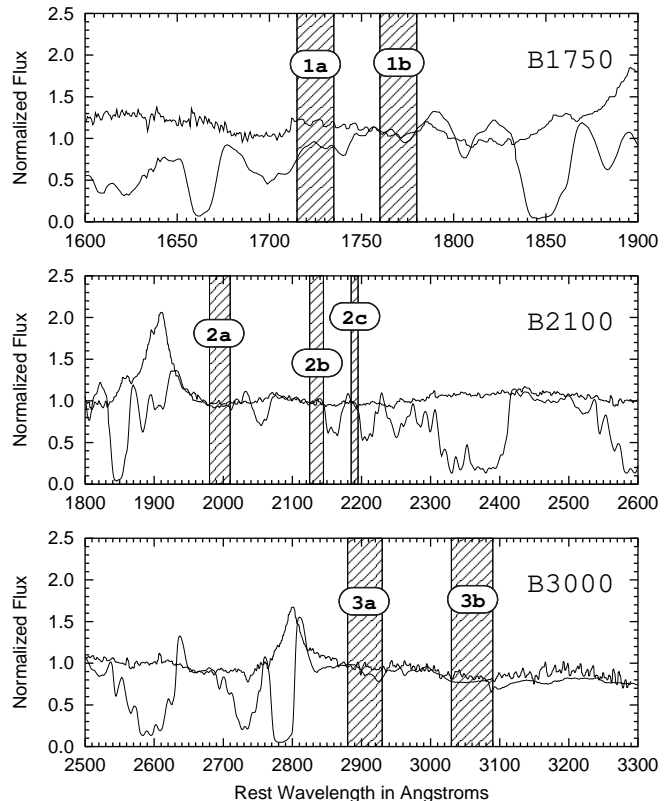 2.5
2.0
1.5
1.0
0.5
0.0
Normalized Flux
1a
1b
B1750
1600 1650 1700 1750 1800 1850 1900
2.5
2.0
1.5
1.0
0.5
0.0
Normalized Flux
2a
2b
2c
B2100
1800 1900 2000 2100 2200 2300 2400 2500 2600
2.5
2.0
1.5
1.0
0.5
0.0
Normalized Flux
3a
3b
B3000
2500 2600 2700 2800 2900 3000 3100 3200 3300
Rest Wavelength in Angstroms